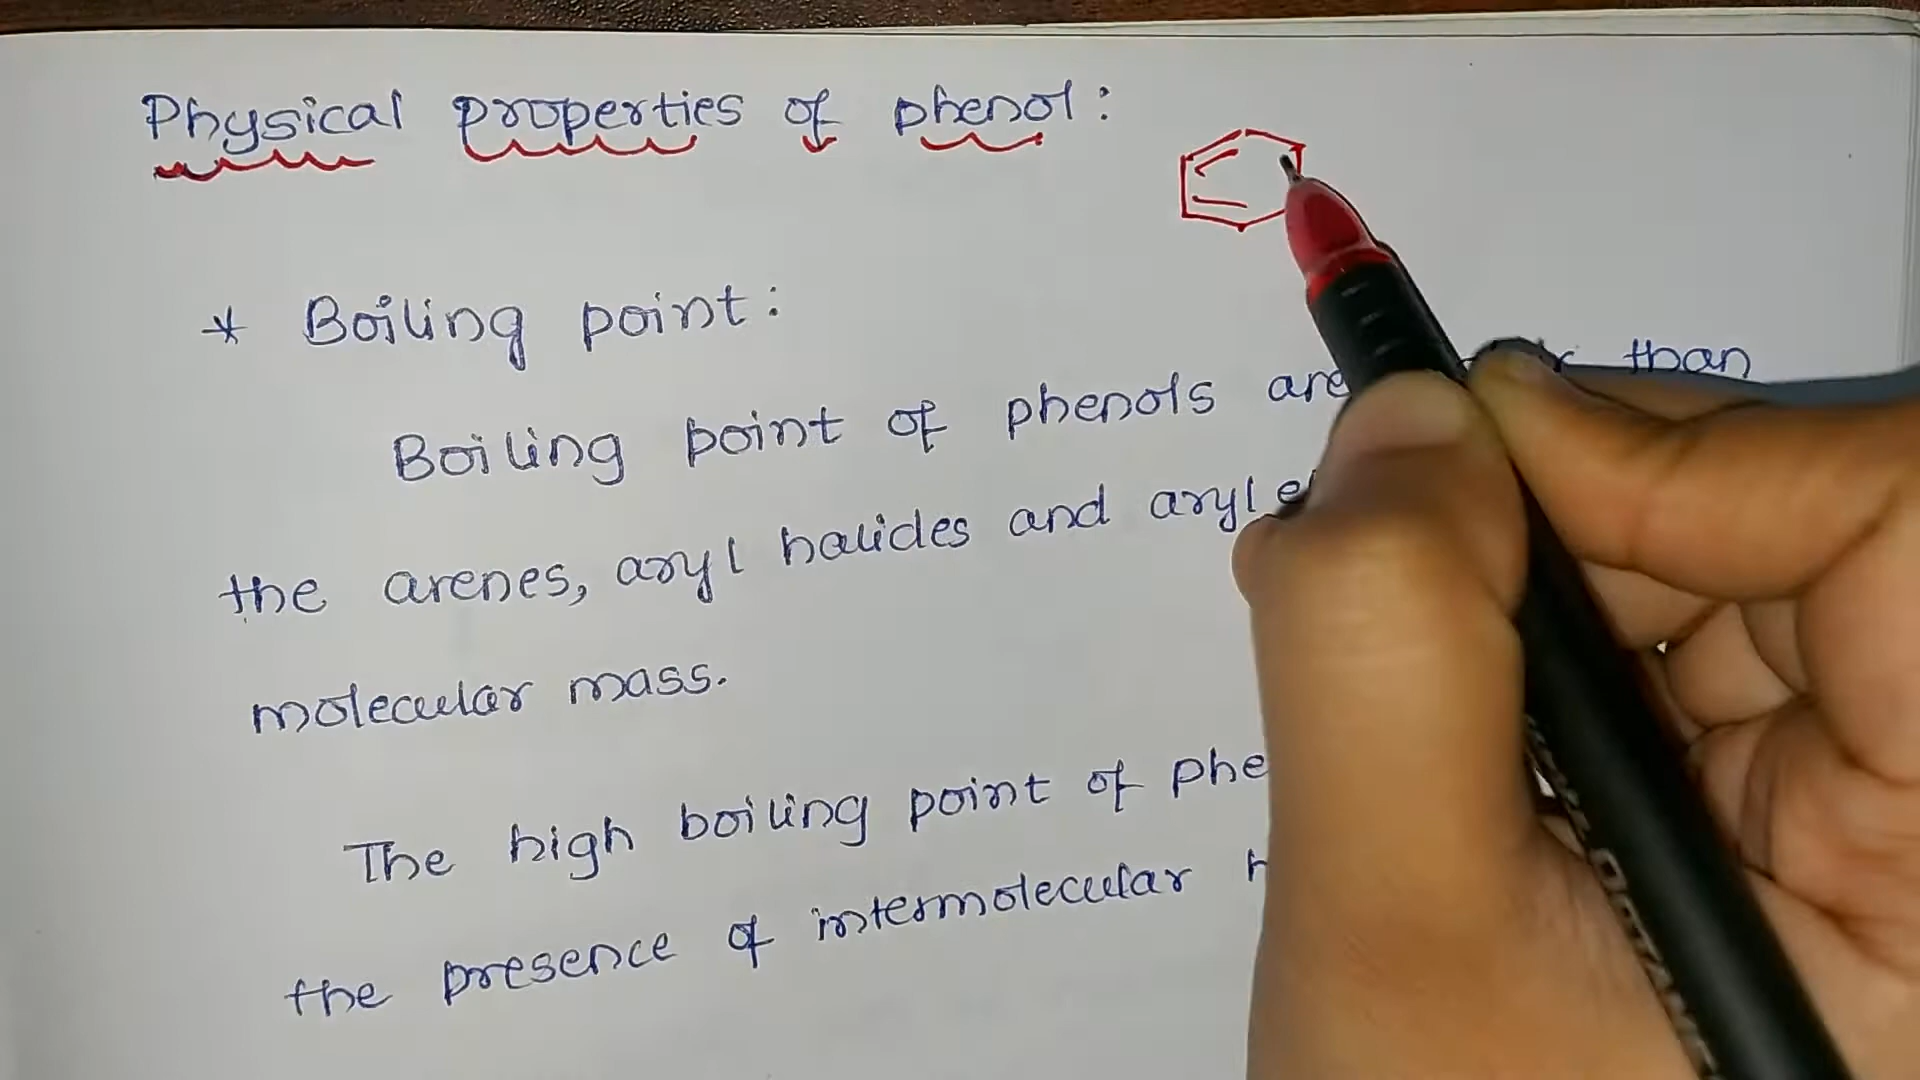 Physical properties of phenol:
* Boiling point:
Boiling point of phenols are than
the arenes, aryl halides and aryl
molecular mass.
The high boiling point of
the presence of intermolecular